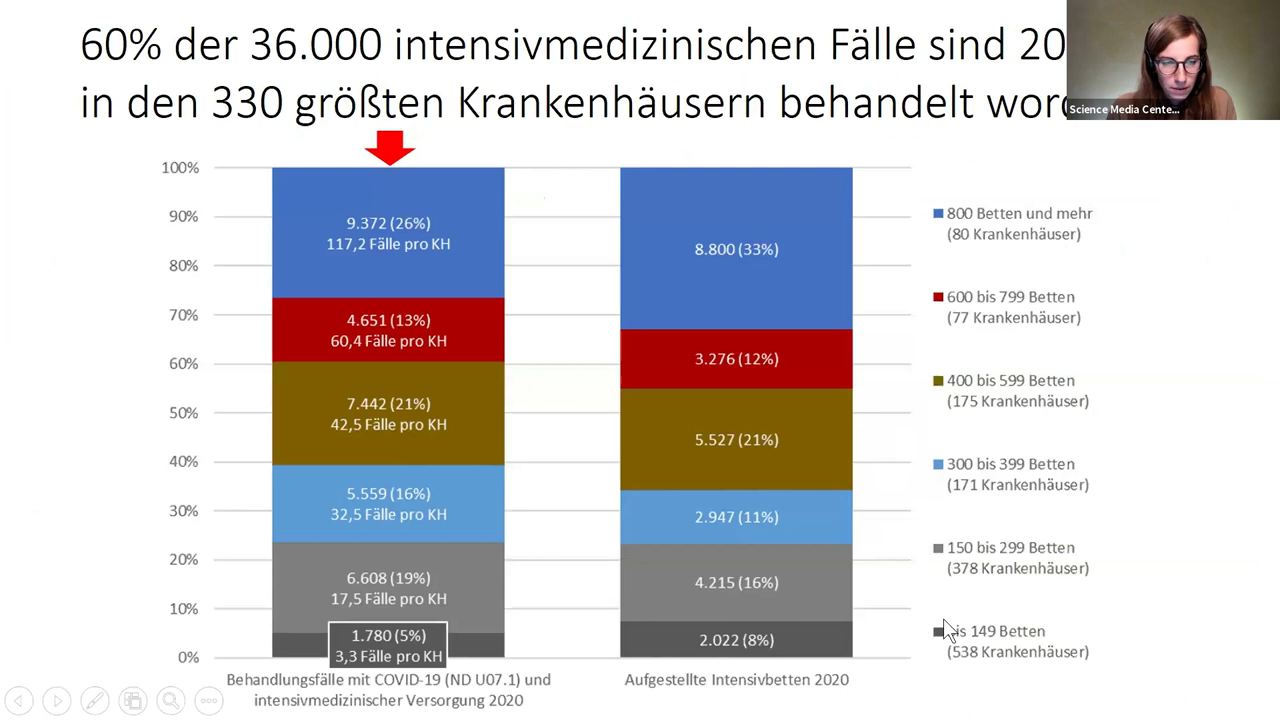 60% der 36.000 intensivmedizinischen Fälle sind 20
in den 330 größten Krankenhäusern behandelt
Science Media Cente...
100%
90%
80%
70%
60%
50%
40%
30%
20%
10%
0%
9.372 (26%)
117,2 Fälle pro KH
4.651 (13%)
60,4 Fälle pro KH
7.442 (21%)
42,5 Fälle pro KH
5.559 (16%)
32,5 Fälle pro KH
6.608 (19%)
17,5 Fälle pro KH
1.780 (5%)
3,3 Fälle pro KH
8.800 (33%)
3.276 (12%)
5.527 (21%)
2.947 (11%)
4.215 (16%)
2.022 (8%)
Behandlungsfälle mit COVID-19 (ND U07.1) und
intensivmedizinischer Versorgung 2020
Aufgestellte Intensivbetten 2020
800 Betten und mehr
(80 Krankenhäuser)
600 bis 799 Betten
(77 Krankenhäuser)
400 bis 599 Betten
(175 Krankenhäuser)
300 bis 399 Betten
(171 Krankenhäuser)
150 bis 299 Betten
(378 Krankenhäuser)
149 Betten
(538 Krankenhäuser)